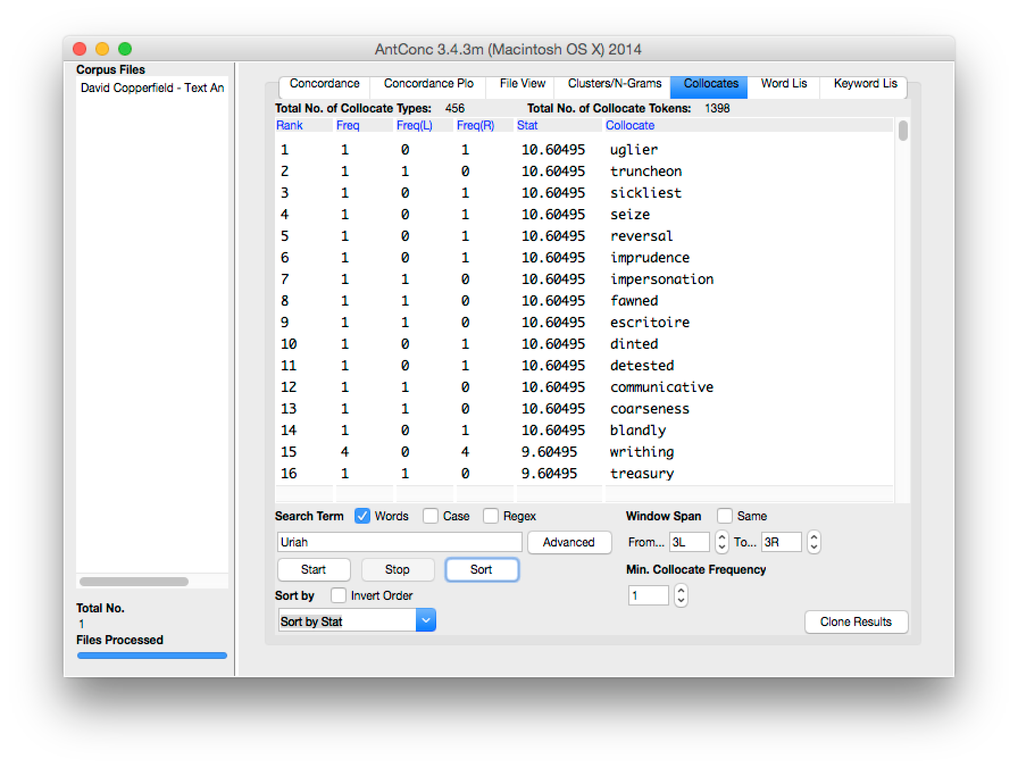 AntConc 3.4.3m (Macintosh OS X) 2014
Corpus Files
David Copperfield - Text An
Concordance Concordance Plo File View Clusters/N-Grams Collocates Word Lis Keyword Lis
Total No. of Collocate Types: 456 Total No. of Collocate Tokens: 1398
Rank Freq Freq(L) Freq(R) Stat Collocate
1 1 0 1 10.60495 uglier
2 1 1 0 10.60495 truncheon
3 1 0 1 10.60495 sickliest
4 1 0 1 10.60495 seize
5 1 0 1 10.60495 reversal
6 1 0 1 10.60495 imprudence
7 1 1 0 10.60495 impersonation
8 1 1 0 10.60495 fawned
9 1 1 0 10.60495 escritoire
10 1 0 1 10.60495 dinted
11 1 0 1 10.60495 detested
12 1 1 0 10.60495 communicative
13 1 1 0 10.60495 coarseness
14 1 0 1 10.60495 blandly
15 4 0 4 9.60495 writhing
16 1 1 0 9.60495 treasury
Search Term Words Case Regex Window Span Same
Uriah Advanced From... 3L To... 3R
Start Stop Sort Min. Collocate Frequency
Sort by Invert Order 1
Sort by Stat Clone Results
Total No.
1
Files Processed